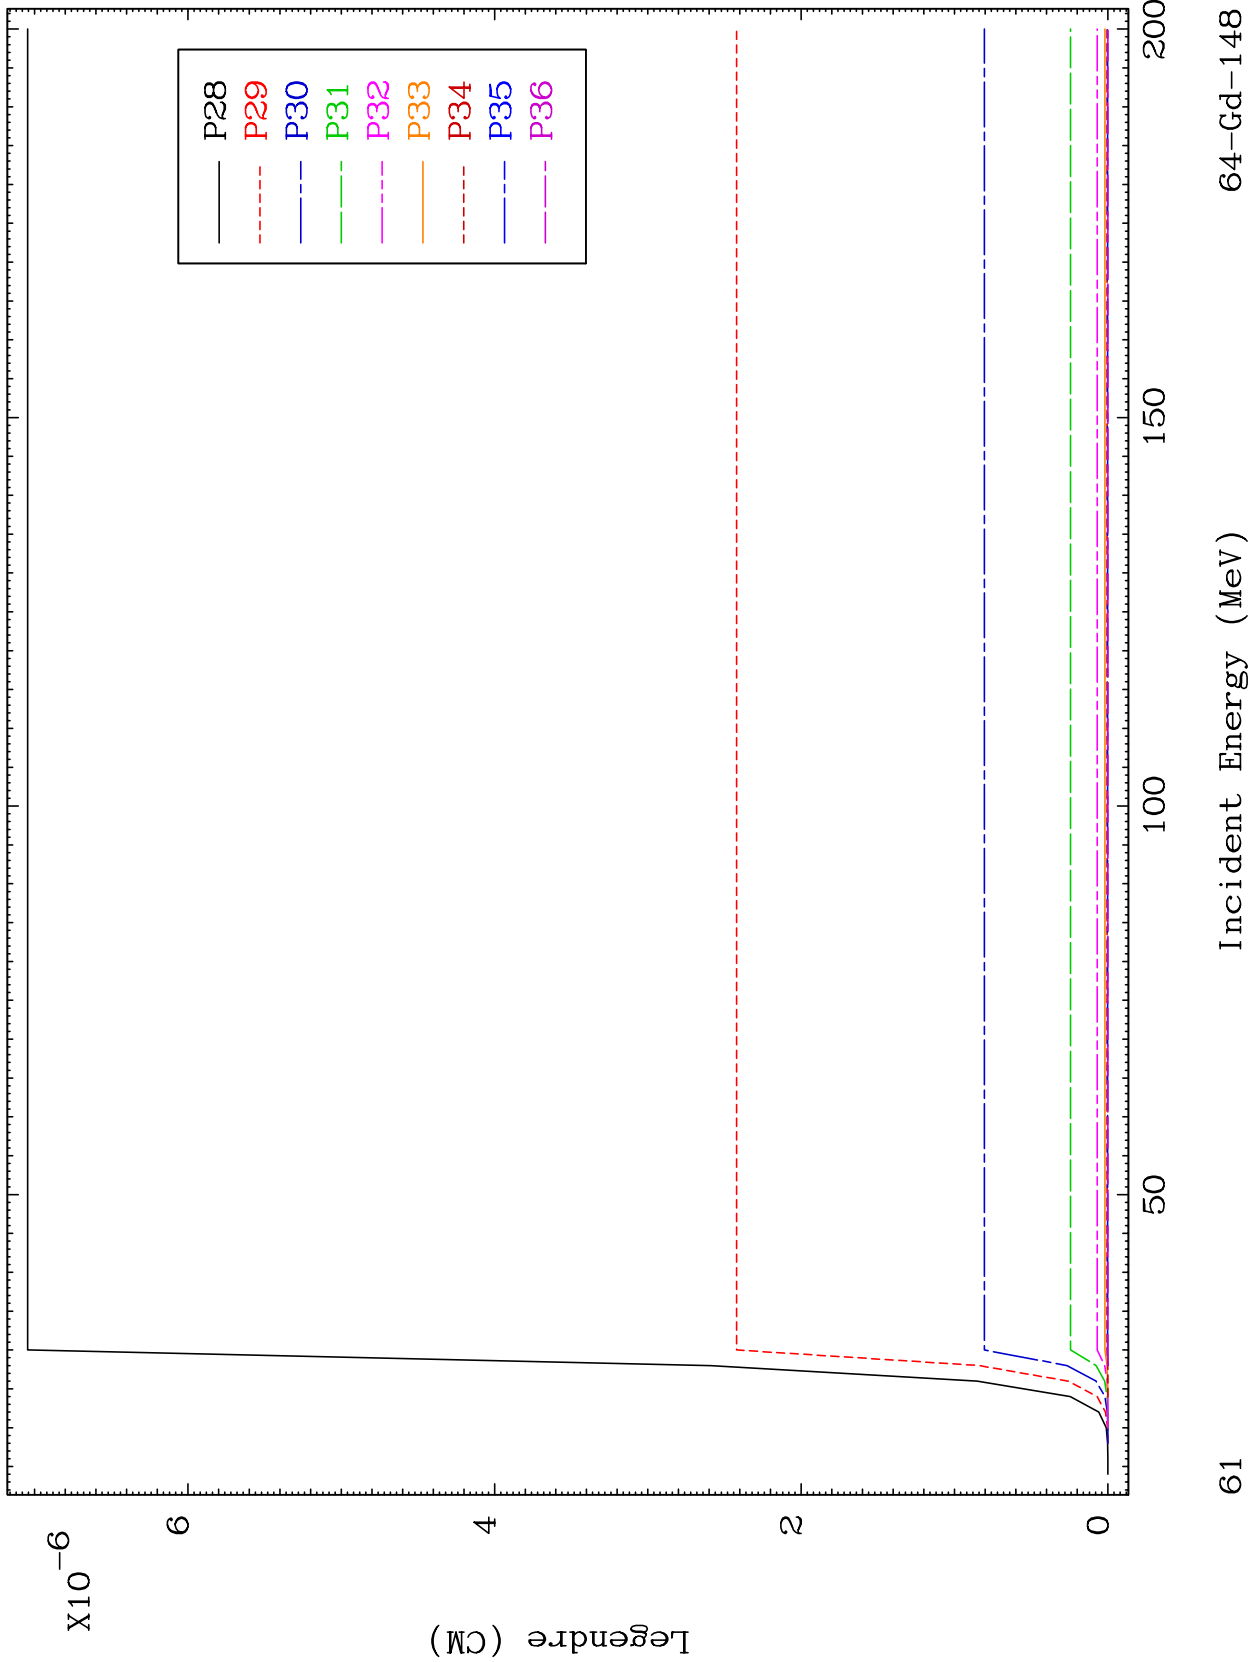 X10-6
6
4
2
0
Legendre (CM)
P28
P29
P30
P31
P32
P33
P34
P35
P36
50
100
150
200
Incident Energy (MeV)
61
64-Gd-148